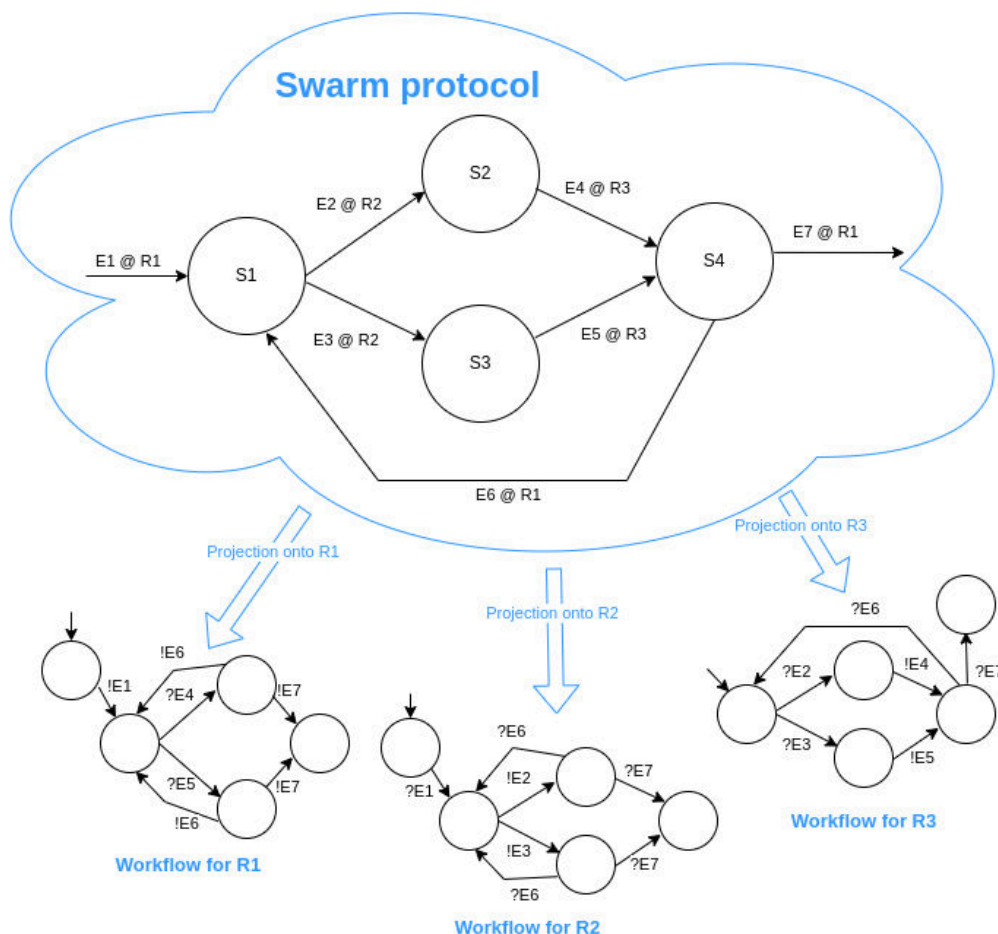 Swarm protocol
S2
E2 @ R2
E4 @ R3
E1 @ R1
S1
S4
E7 @ R1
E3 @ R2
S3
E5 @ R3
E6 @ R1
Projection onto R1
Projection onto R2
Projection onto R3
!E6
!E1
?E4
!E7
?E5
!E7
!E6
Workflow for R1
?E6
?E1
!E2
?E7
!E3
?E7
?E6
Workflow for R2
?E6
?E2
!E4
?E7
?E3
!E5
Workflow for R3